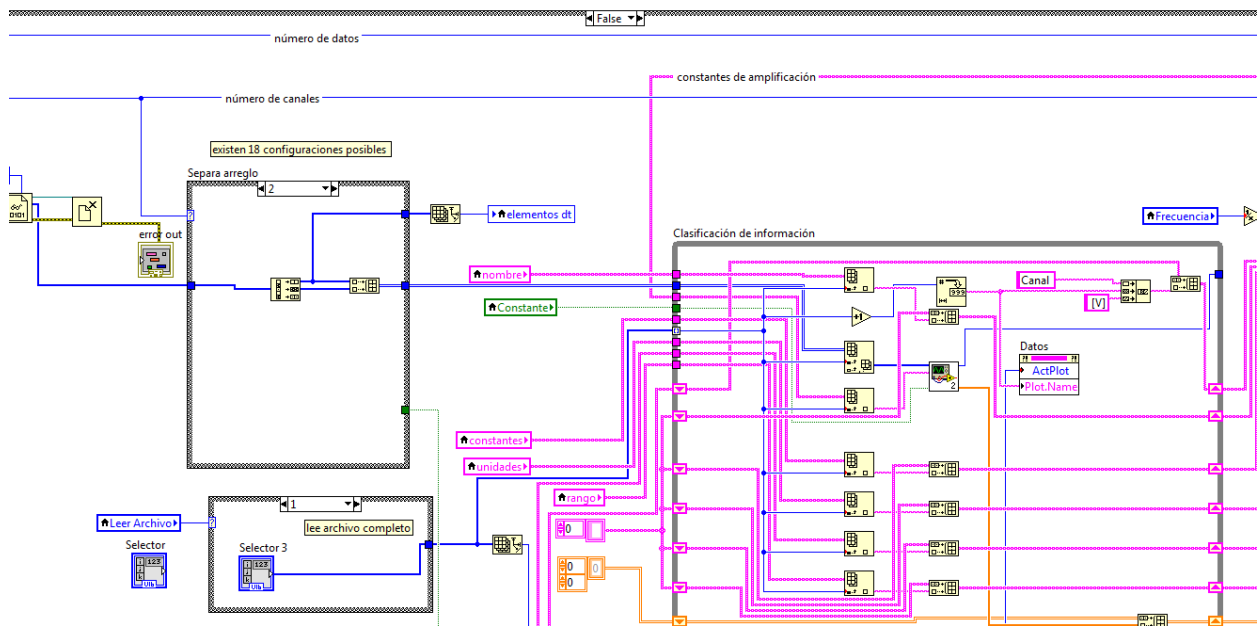 False
número de datos
constantes de amplificación
número de canales
existen 18 configuraciones posibles
Separa arreglo
2
elementos dt
Frecuencia
error out
Clasificación de información
nombre
Canal
[V]
Constante
+1
Datos
ActPlot
Plot.Name
2
constantes
unidades
rango
1
Leer Archivo
lee archivo completo
0
Selector
Selector 3
0
0
0